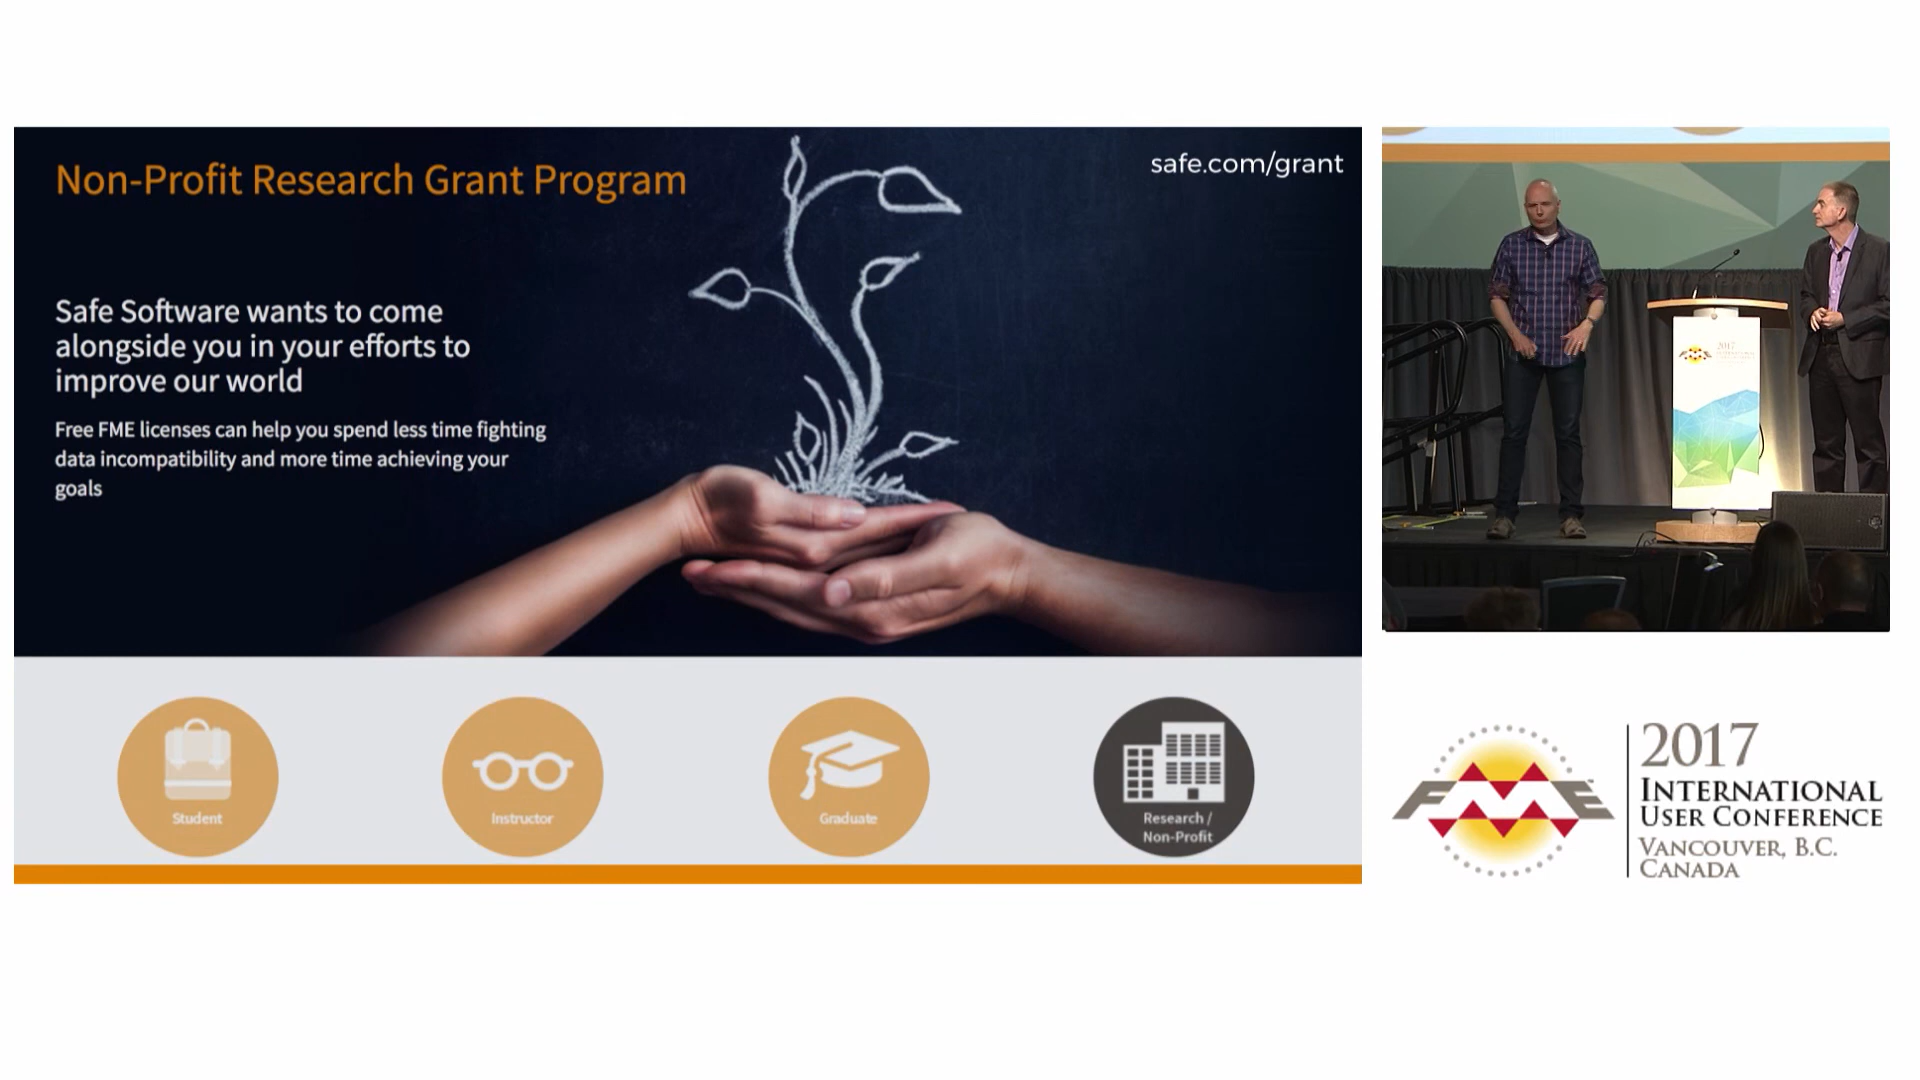 Non-Profit Research Grant Program
safe.com/grant
Safe Software wants to come
alongside you in your efforts to
improve our world
Free FME licenses can help you spend less time fighting
data incompatibility and more time achieving your
goals
Student
Instructor
Graduate
Research /
Non-Profit
2017
FME
2017
INTERNATIONAL
USER CONFERENCE
VANCOUVER, B.C.
CANADA